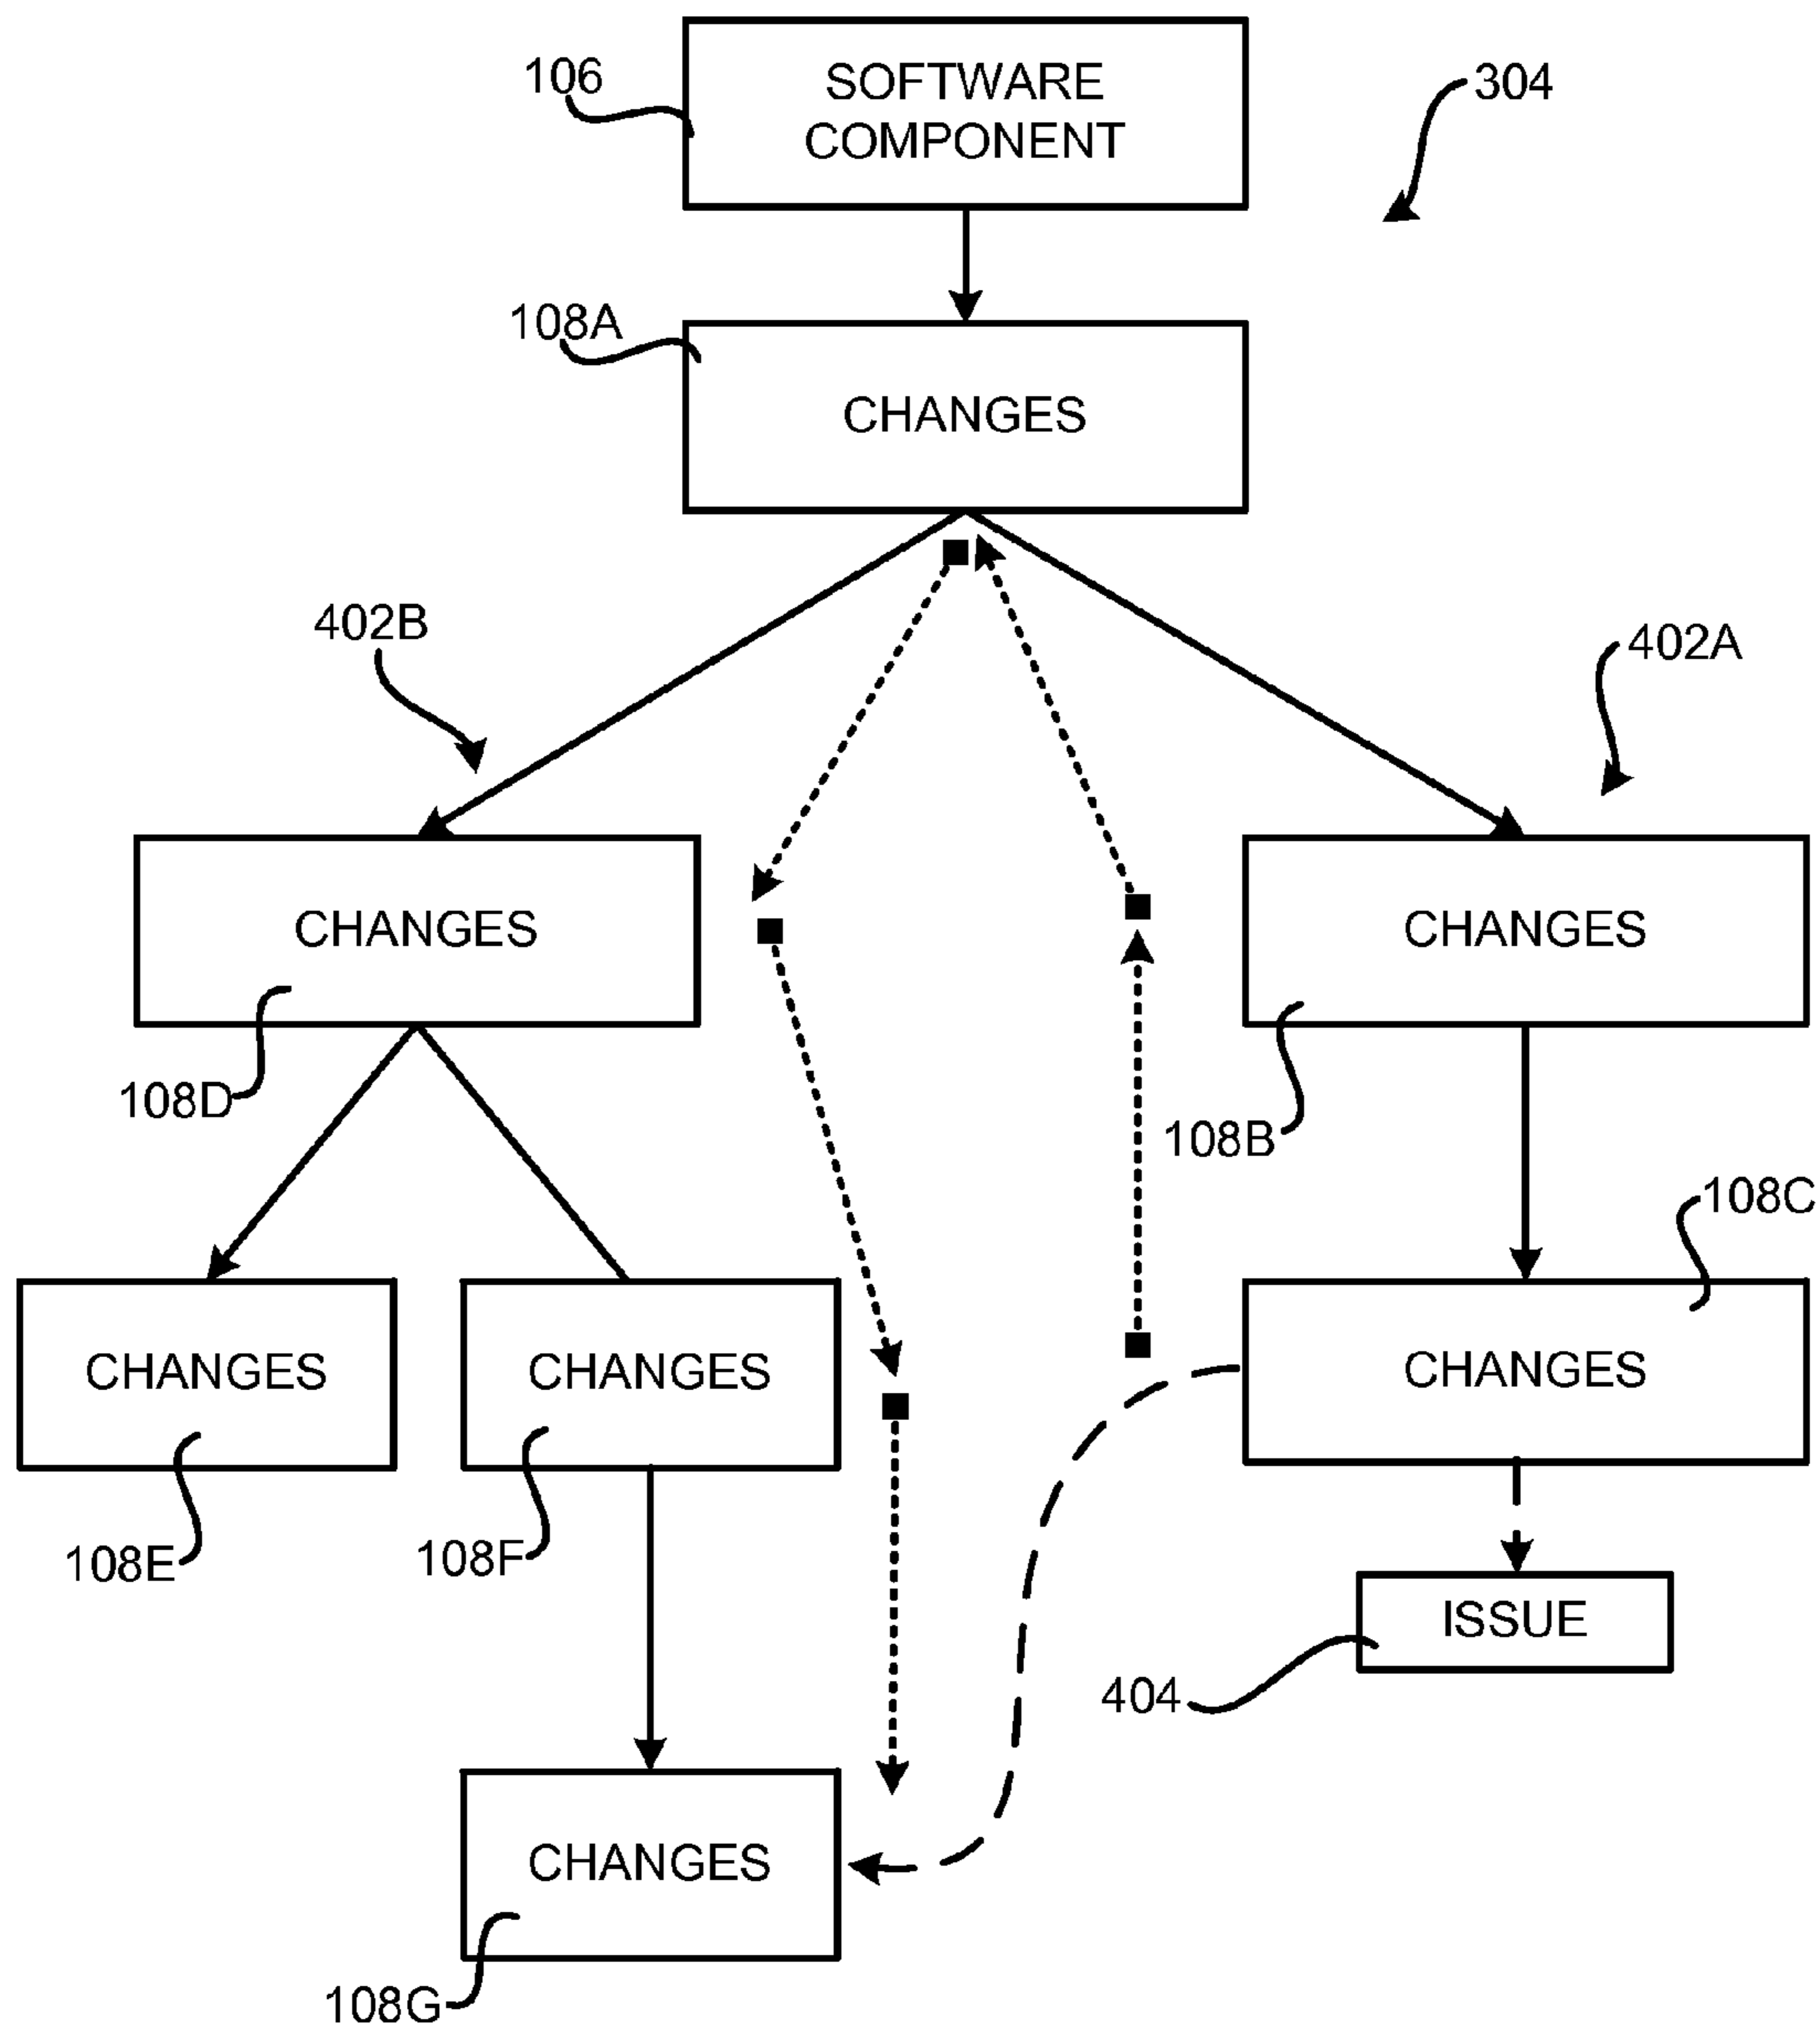 106
SOFTWARE
COMPONENT
304
108A
CHANGES
402B
402A
CHANGES
CHANGES
108D
108B
108C
CHANGES
CHANGES
CHANGES
108E
108F
ISSUE
404
CHANGES
108G